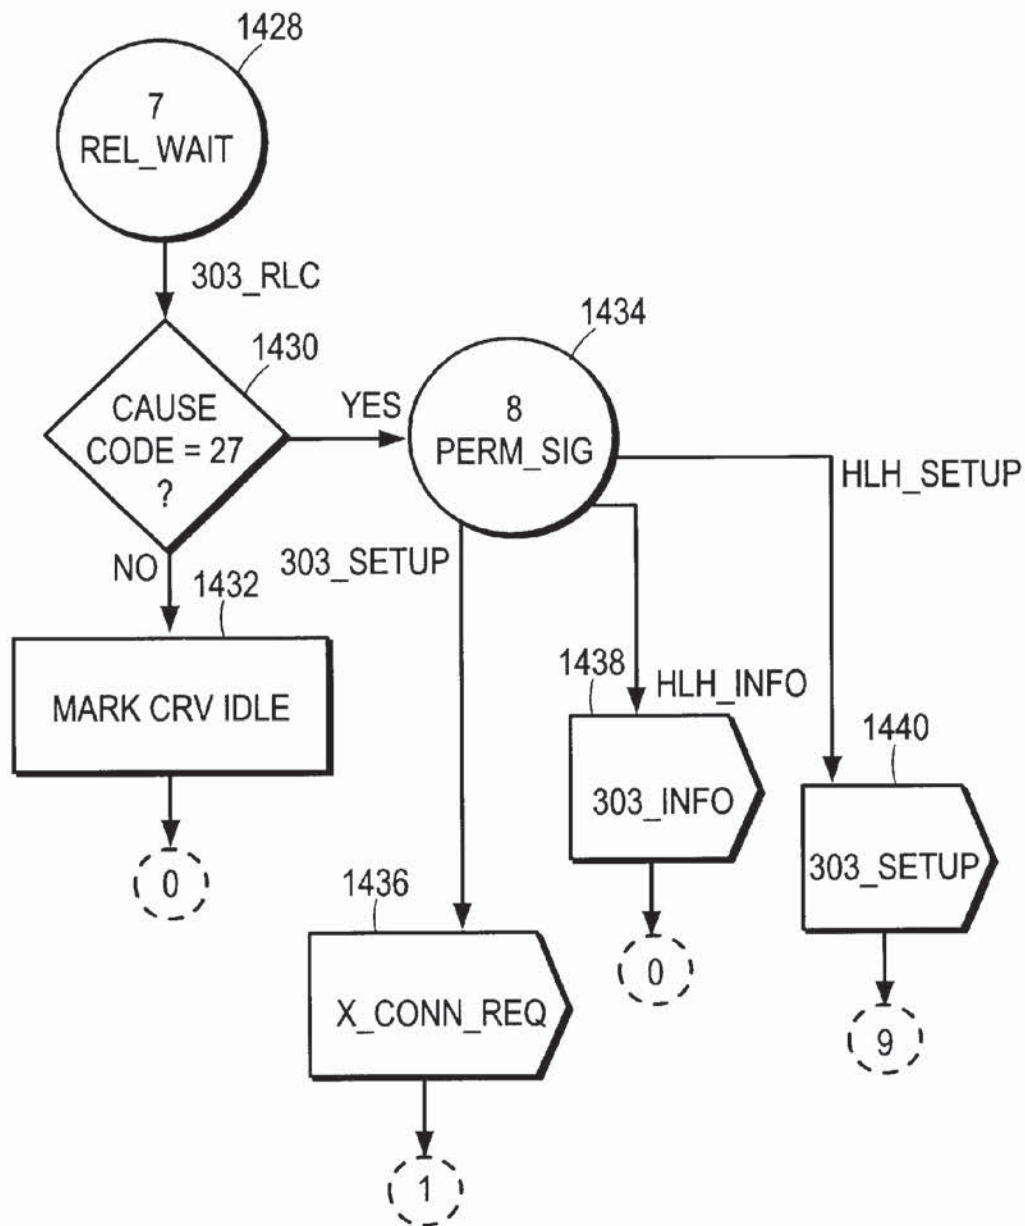 1428
7
REL_WAIT
303_RLC
1430
CAUSE
CODE = 27
?
YES
NO
1434
8
PERM_SIG
HLH_SETUP
303_SETUP
1432
MARK CRV IDLE
0
1438
HLH_INFO
303_INFO
0
1440
303_SETUP
9
1436
X_CONN_REQ
1